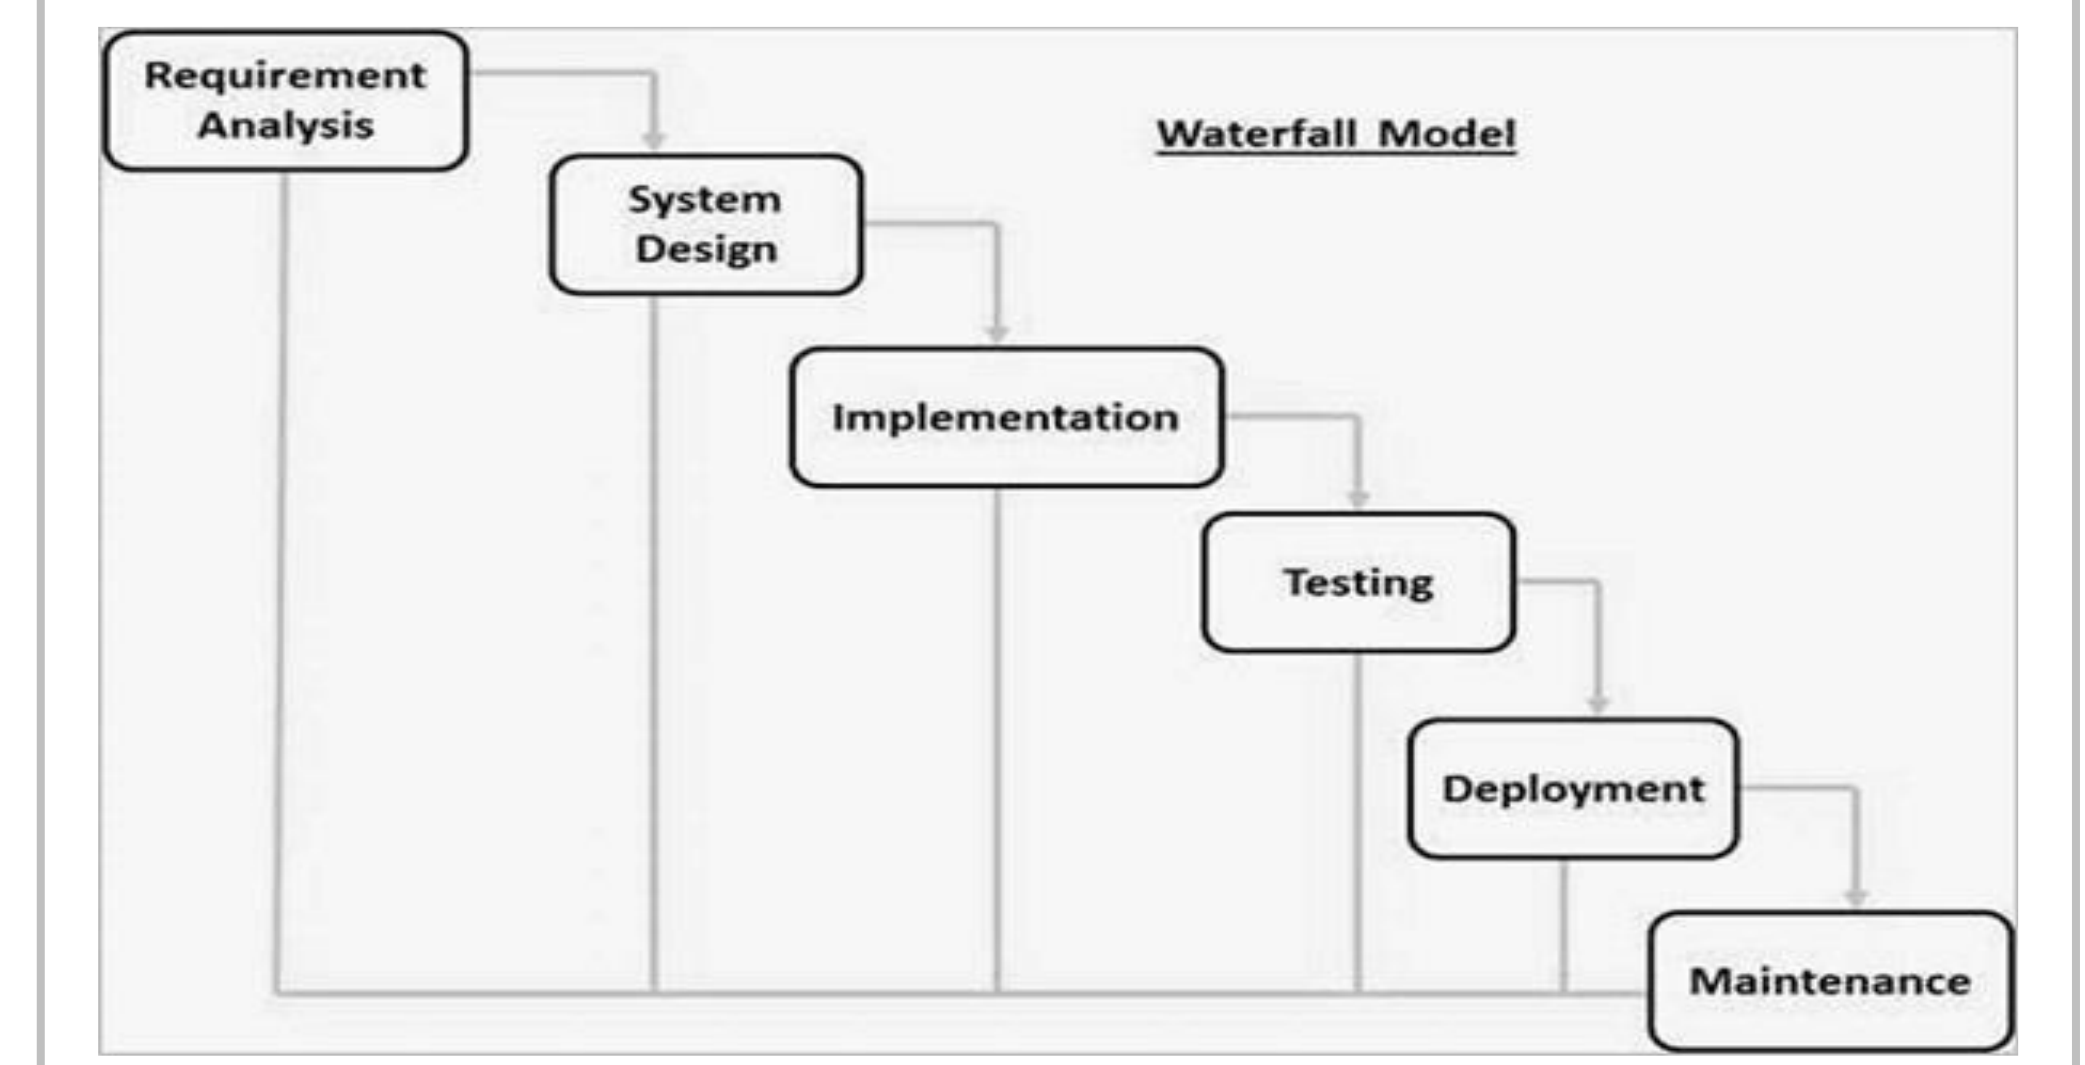 Requirement
Analysis
Waterfall Model
System
Design
Implementation
Testing
Deployment
Maintenance